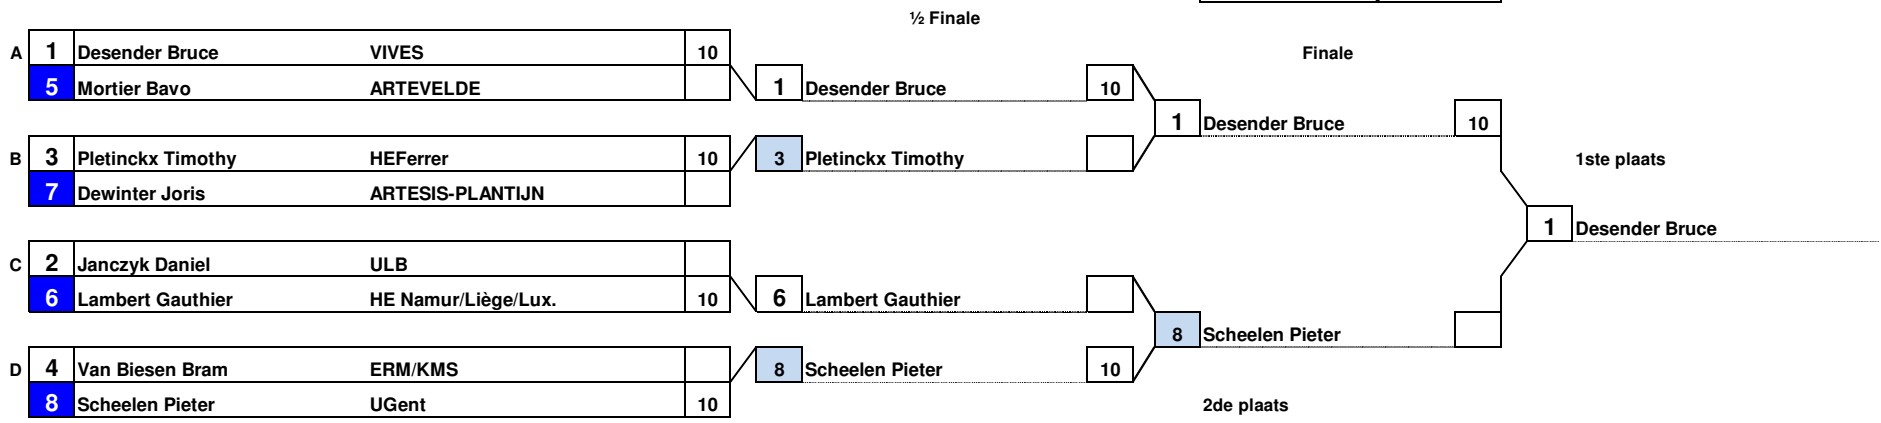 ½ Finale
A 1 Desender Bruce VIVES 10
Finale
5 Mortier Bavo ARTEVELDE
1 Desender Bruce 10
1 Desender Bruce 10
B 3 Pletinckx Timothy HEFerrer 10
3 Pletinckx Timothy
1ste plaats
7 Dewinter Joris ARTESIS-PLANTIJN
1 Desender Bruce
C 2 Janczyk Daniel ULB
6 Lambert Gauthier HE Namur/Liège/Lux. 10
6 Lambert Gauthier
8 Scheelen Pieter
D 4 Van Biesen Bram ERM/KMS
8 Scheelen Pieter 10
8 Scheelen Pieter UGent 10
2de plaats